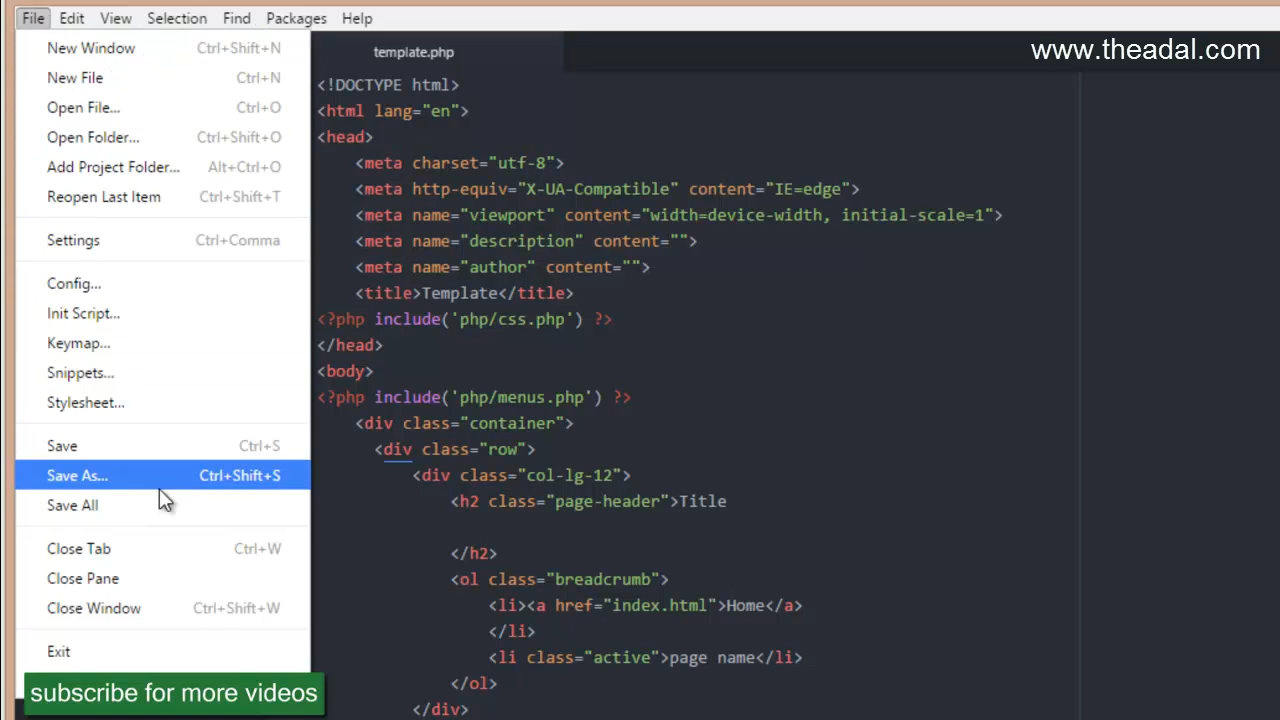 File Edit View Selection Find Packages Help
New Window Ctrl+Shift+N
New File Ctrl+N
Open File... Ctrl+O
Open Folder... Ctrl+Shift+O
Add Project Folder... Alt+Ctrl+O
Reopen Last Item Ctrl+Shift+T
Settings Ctrl+Comma
Config...
Init Script...
Keymap...
Snippets...
Stylesheet...
Save Ctrl+S
Save As... Ctrl+Shift+S
Save All
Close Tab Ctrl+W
Close Pane
Close Window Ctrl+Shift+W
Exit
subscribe for more videos
template.php
www.theadal.com
<!DOCTYPE html>
<html lang="en">
<head>
<meta charset="utf-8">
<meta http-equiv="X-UA-Compatible" content="IE=edge">
<meta name="viewport" content="width=device-width, initial-scale=1">
<meta name="description" content="">
<meta name="author" content="">
<title>Template</title>
<?php include('php/css.php') ?>
</head>
<body>
<?php include('php/menus.php') ?>
<div class="container">
<div class="row">
<div class="col-lg-12">
<h2 class="page-header">Title
</h2>
<ol class="breadcrumb">
<li><a href="index.html">Home</a>
</li>
<li class="active">page name</li>
</ol>
</div>